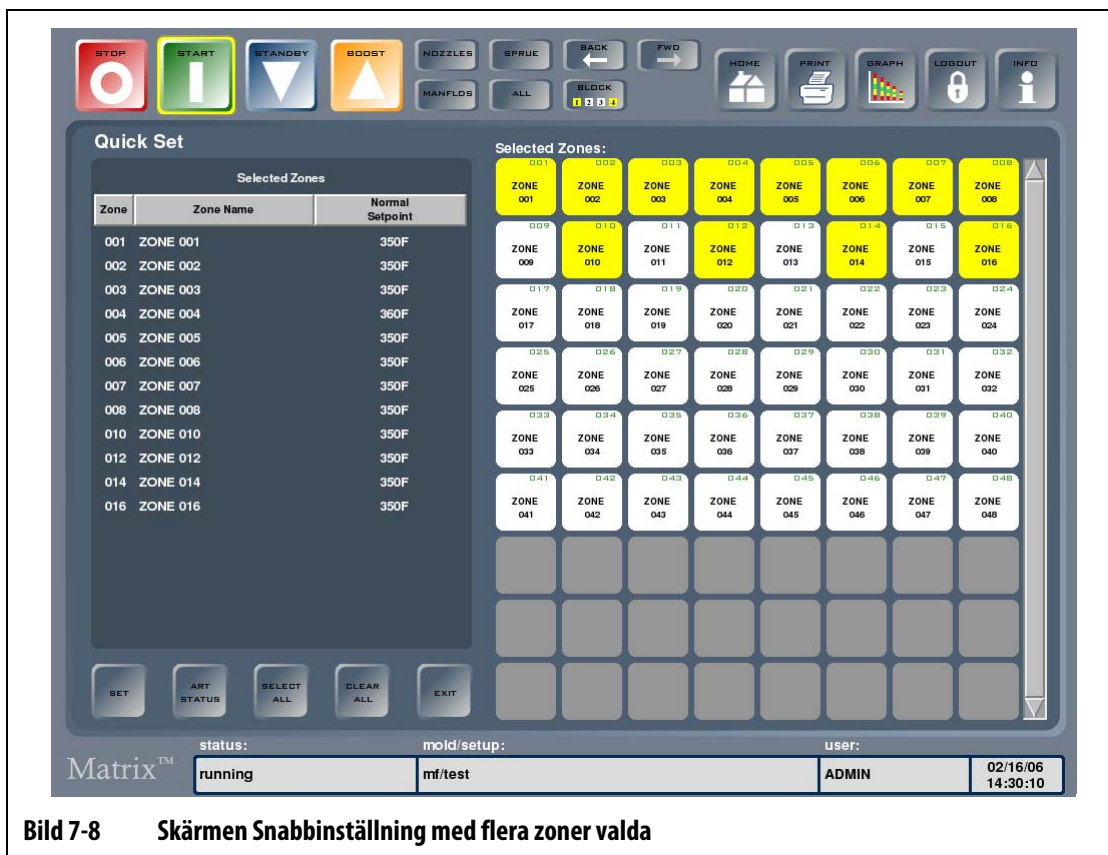 STOP START STANDBY BOOST NOZZLES SPRUE BACK FWD HOME PRINT GRAPH LOGOUT INFO
MANFLDS ALL BLOCK
1 2 3 4
Quick Set
Selected Zones
Zone Zone Name Normal Setpoint
001 ZONE 001 350F
002 ZONE 002 350F
003 ZONE 003 350F
004 ZONE 004 360F
005 ZONE 005 350F
006 ZONE 006 350F
007 ZONE 007 350F
008 ZONE 008 350F
010 ZONE 010 350F
012 ZONE 012 350F
014 ZONE 014 350F
016 ZONE 016 350F
SET ART STATUS SELECT ALL CLEAR ALL EXIT
Selected Zones:
001 002 003 004 005 006 007 008
ZONE ZONE ZONE ZONE ZONE ZONE ZONE ZONE
001 002 003 004 005 006 007 008
009 010 011 012 013 014 015 016
ZONE ZONE ZONE ZONE ZONE ZONE ZONE ZONE
009 010 011 012 013 014 015 016
017 018 019 020 021 022 023 024
ZONE ZONE ZONE ZONE ZONE ZONE ZONE ZONE
017 018 019 020 021 022 023 024
025 026 027 028 029 030 031 032
ZONE ZONE ZONE ZONE ZONE ZONE ZONE ZONE
025 026 027 028 029 030 031 032
033 034 035 036 037 038 039 040
ZONE ZONE ZONE ZONE ZONE ZONE ZONE ZONE
033 034 035 036 037 038 039 040
041 042 043 044 045 046 047 048
ZONE ZONE ZONE ZONE ZONE ZONE ZONE ZONE
041 042 043 044 045 046 047 048
status: mold/setup: user:
Matrix™ running mf/test ADMIN 02/16/06
14:30:10
Bild 7-8 Skärmen Snabbinställning med flera zoner valda